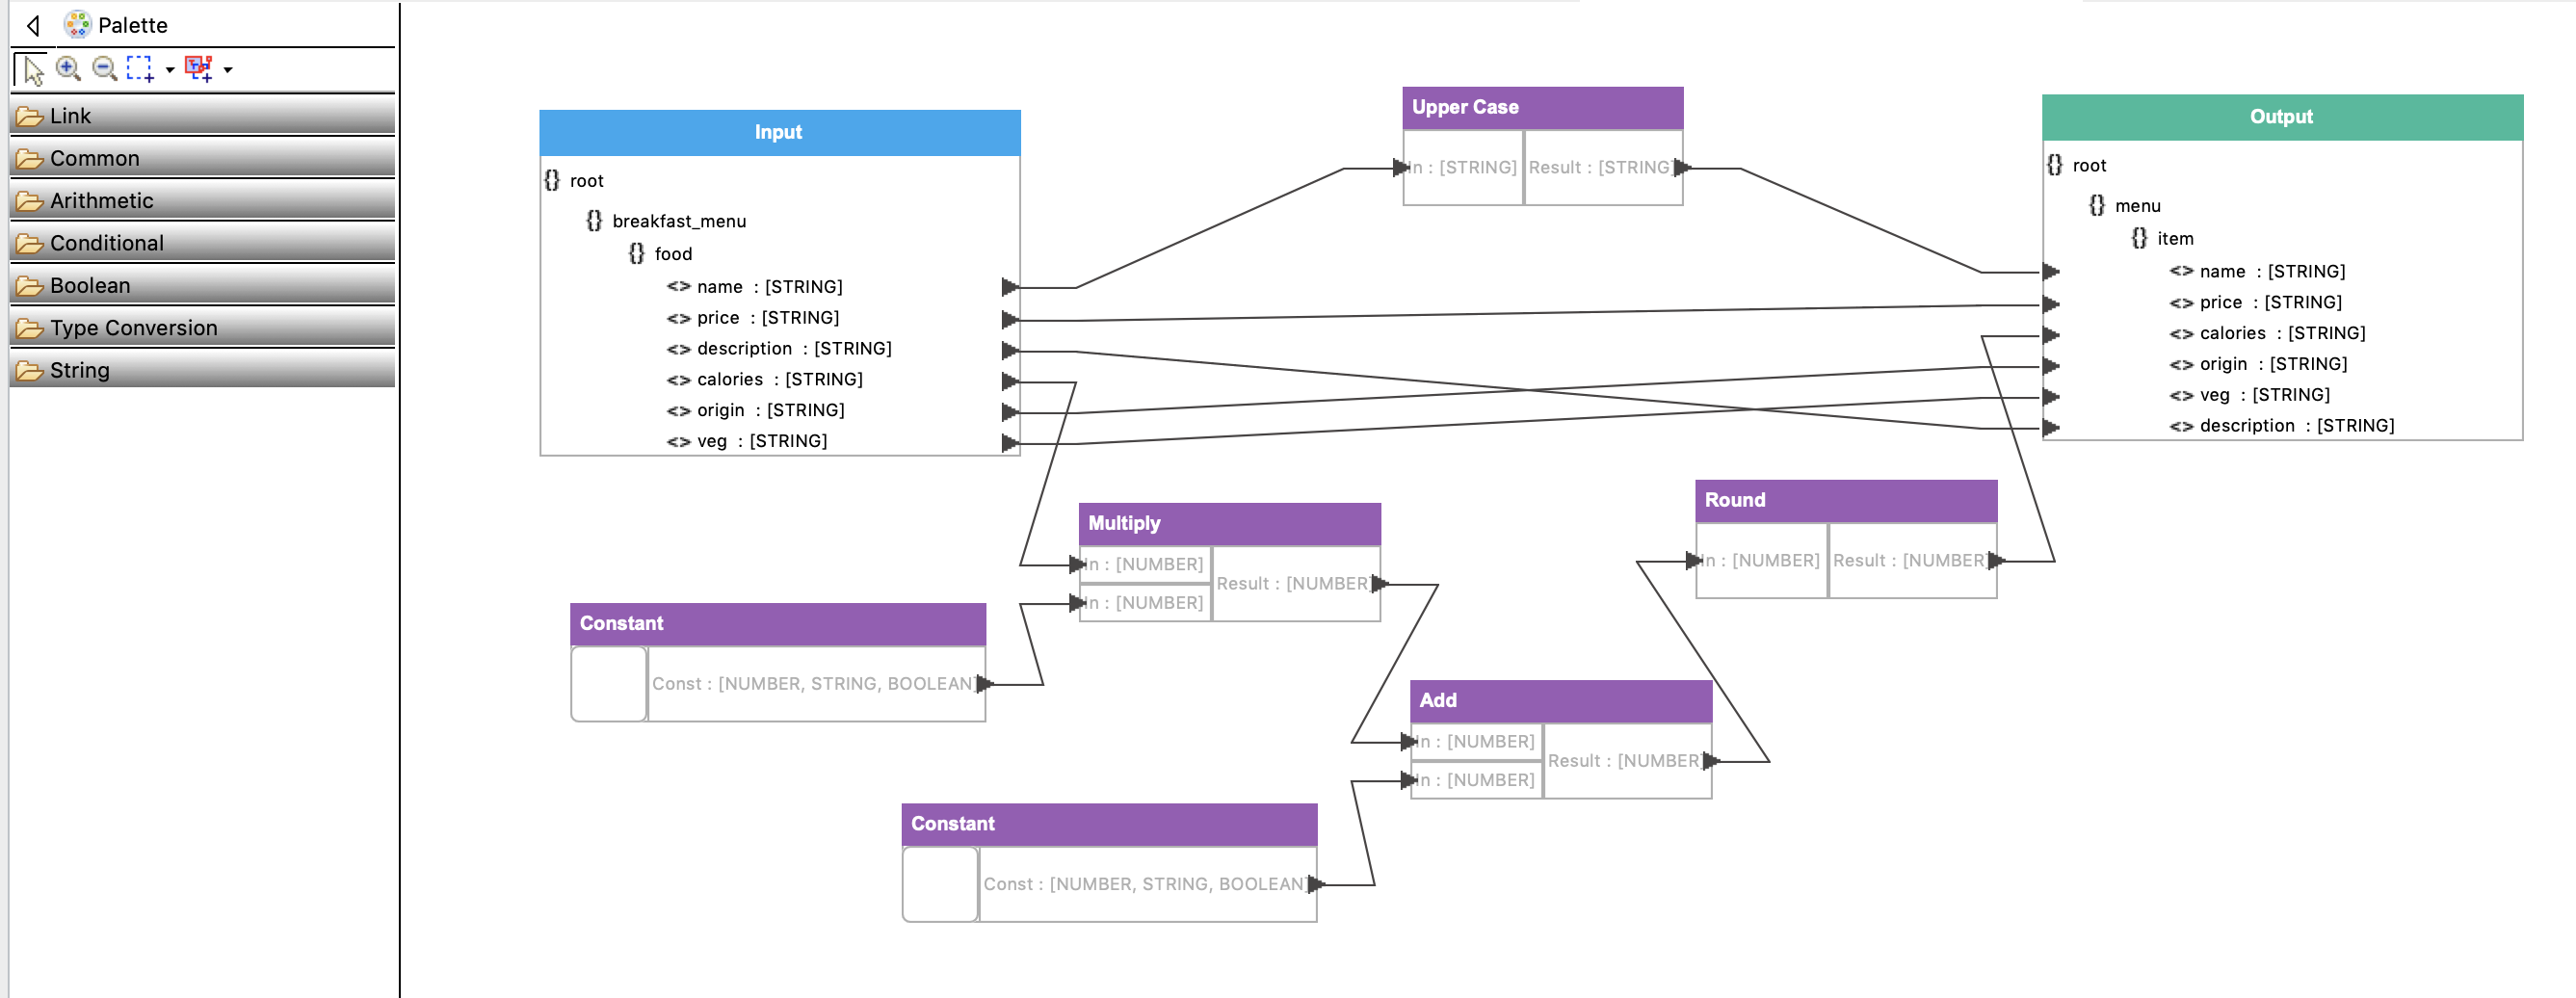 Palette
Link
Common
Arithmetic
Conditional
Boolean
Type Conversion
String
Input
{} root
{} breakfast_menu
{} food
<> name : [STRING]
<> price : [STRING]
<> description : [STRING]
<> calories : [STRING]
<> origin : [STRING]
<> veg : [STRING]
Upper Case
In : [STRING]
Result : [STRING]
Output
{} root
{} menu
{} item
<> name : [STRING]
<> price : [STRING]
<> calories : [STRING]
<> origin : [STRING]
<> veg : [STRING]
<> description : [STRING]
Multiply
In : [NUMBER]
In : [NUMBER]
Result : [NUMBER]
Round
In : [NUMBER]
Result : [NUMBER]
Constant
Const : [NUMBER, STRING, BOOLEAN]
Add
In : [NUMBER]
In : [NUMBER]
Result : [NUMBER]
Constant
Const : [NUMBER, STRING, BOOLEAN]